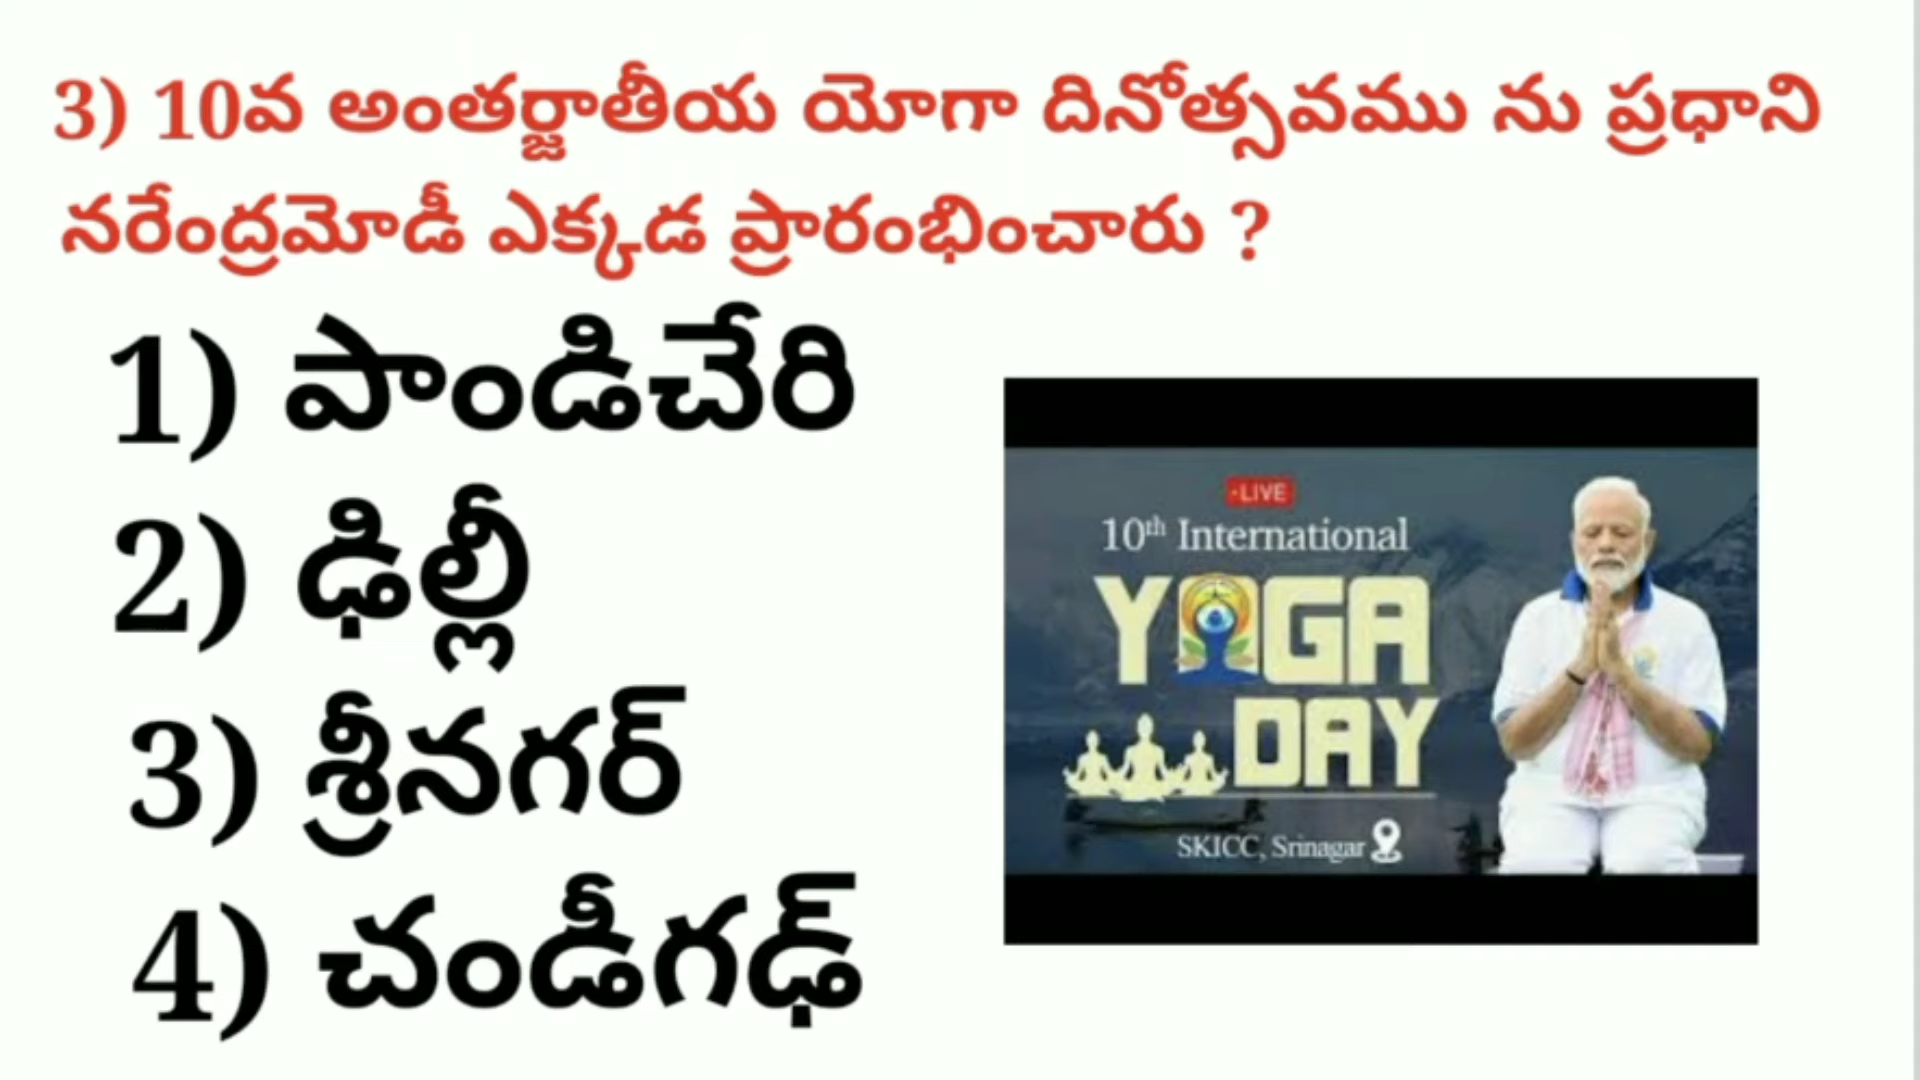 3) 10వ అంతర్జాతీయ యోగా దినోత్సవము ను ప్రధాని
నరేంద్రమోడీ ఎక్కడ ప్రారంభించారు ?
1) పాండిచేరి
2) ఢిల్లీ
3) శ్రీనగర్
4) చండీగఢ్
LIVE
10th International
YOGA
DAY
SKICC, Srinagar